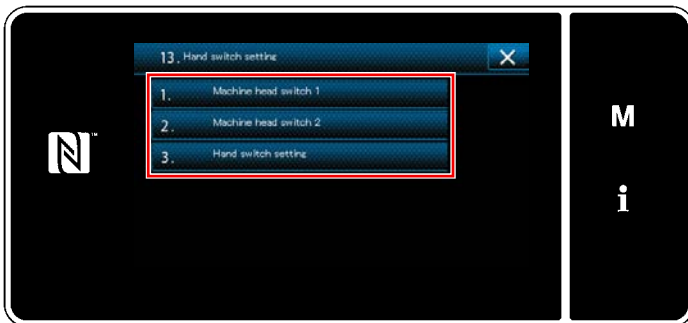 13. Hand switch setting
1. Machine head switch 1
2. Machine head switch 2
3. Hand switch setting
M
i